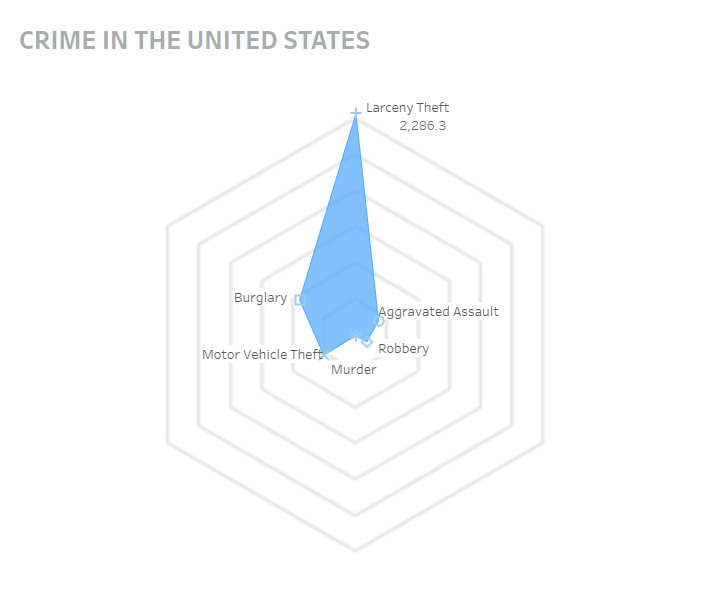 CRIME IN THE UNITED STATES
Larceny Theft
2,286.3
Burglary
Aggravated Assault
Robbery
Motor Vehicle Theft
Murder